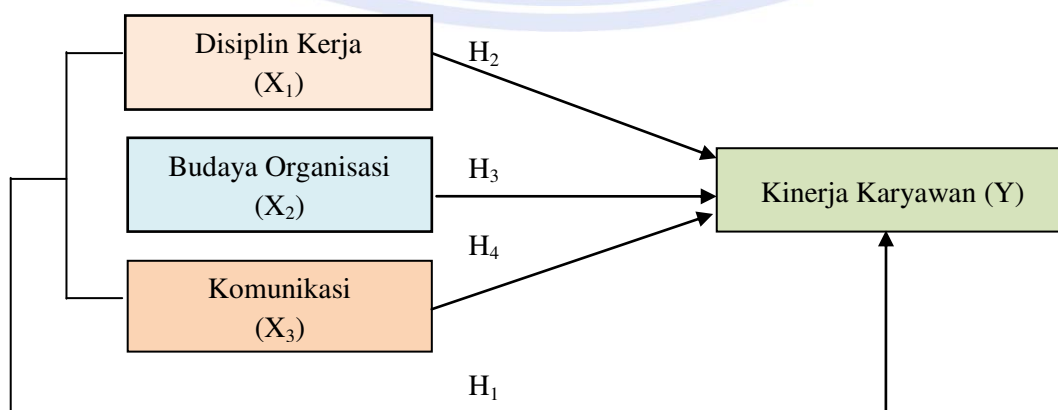 Disiplin Kerja
(X₁)
H₂
Budaya Organisasi
(X₂)
H₃
Kinerja Karyawan (Y)
H₄
Komunikasi
(X₃)
H₁